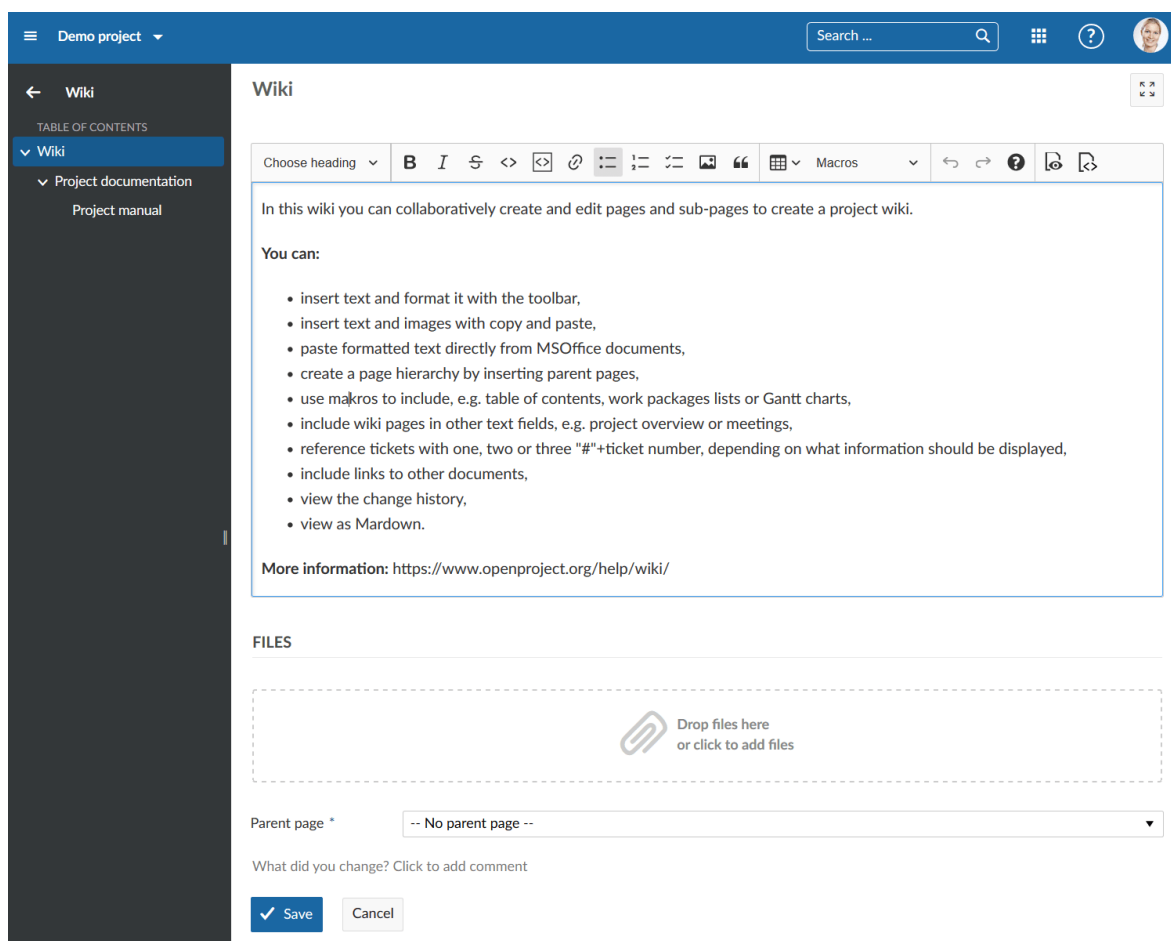 Demo project
Search ...
Wiki
TABLE OF CONTENTS
Wiki
Project documentation
Project manual
Wiki
Choose heading
Macros
In this wiki you can collaboratively create and edit pages and sub-pages to create a project wiki.
You can:
• insert text and format it with the toolbar,
• insert text and images with copy and paste,
• paste formatted text directly from MSOffice documents,
• create a page hierarchy by inserting parent pages,
• use makros to include, e.g. table of contents, work packages lists or Gantt charts,
• include wiki pages in other text fields, e.g. project overview or meetings,
• reference tickets with one, two or three "#"+ticket number, depending on what information should be displayed,
• include links to other documents,
• view the change history,
• view as Mardown.
More information: https://www.openproject.org/help/wiki/
FILES
Drop files here
or click to add files
Parent page *
-- No parent page --
What did you change? Click to add comment
Save
Cancel